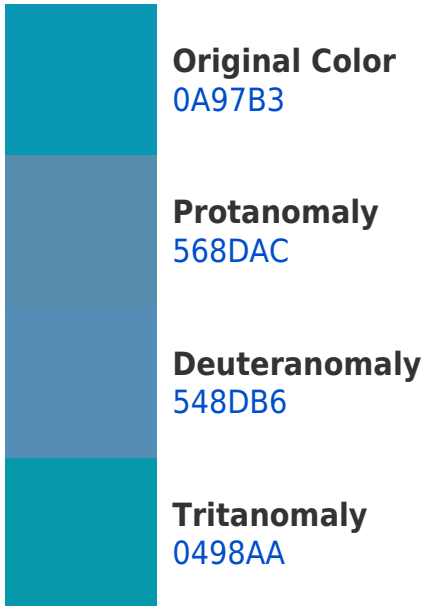 Original Color
0A97B3
Protanomaly
568DAC
Deuteranomaly
548DB6
Tritanomaly
0498AA